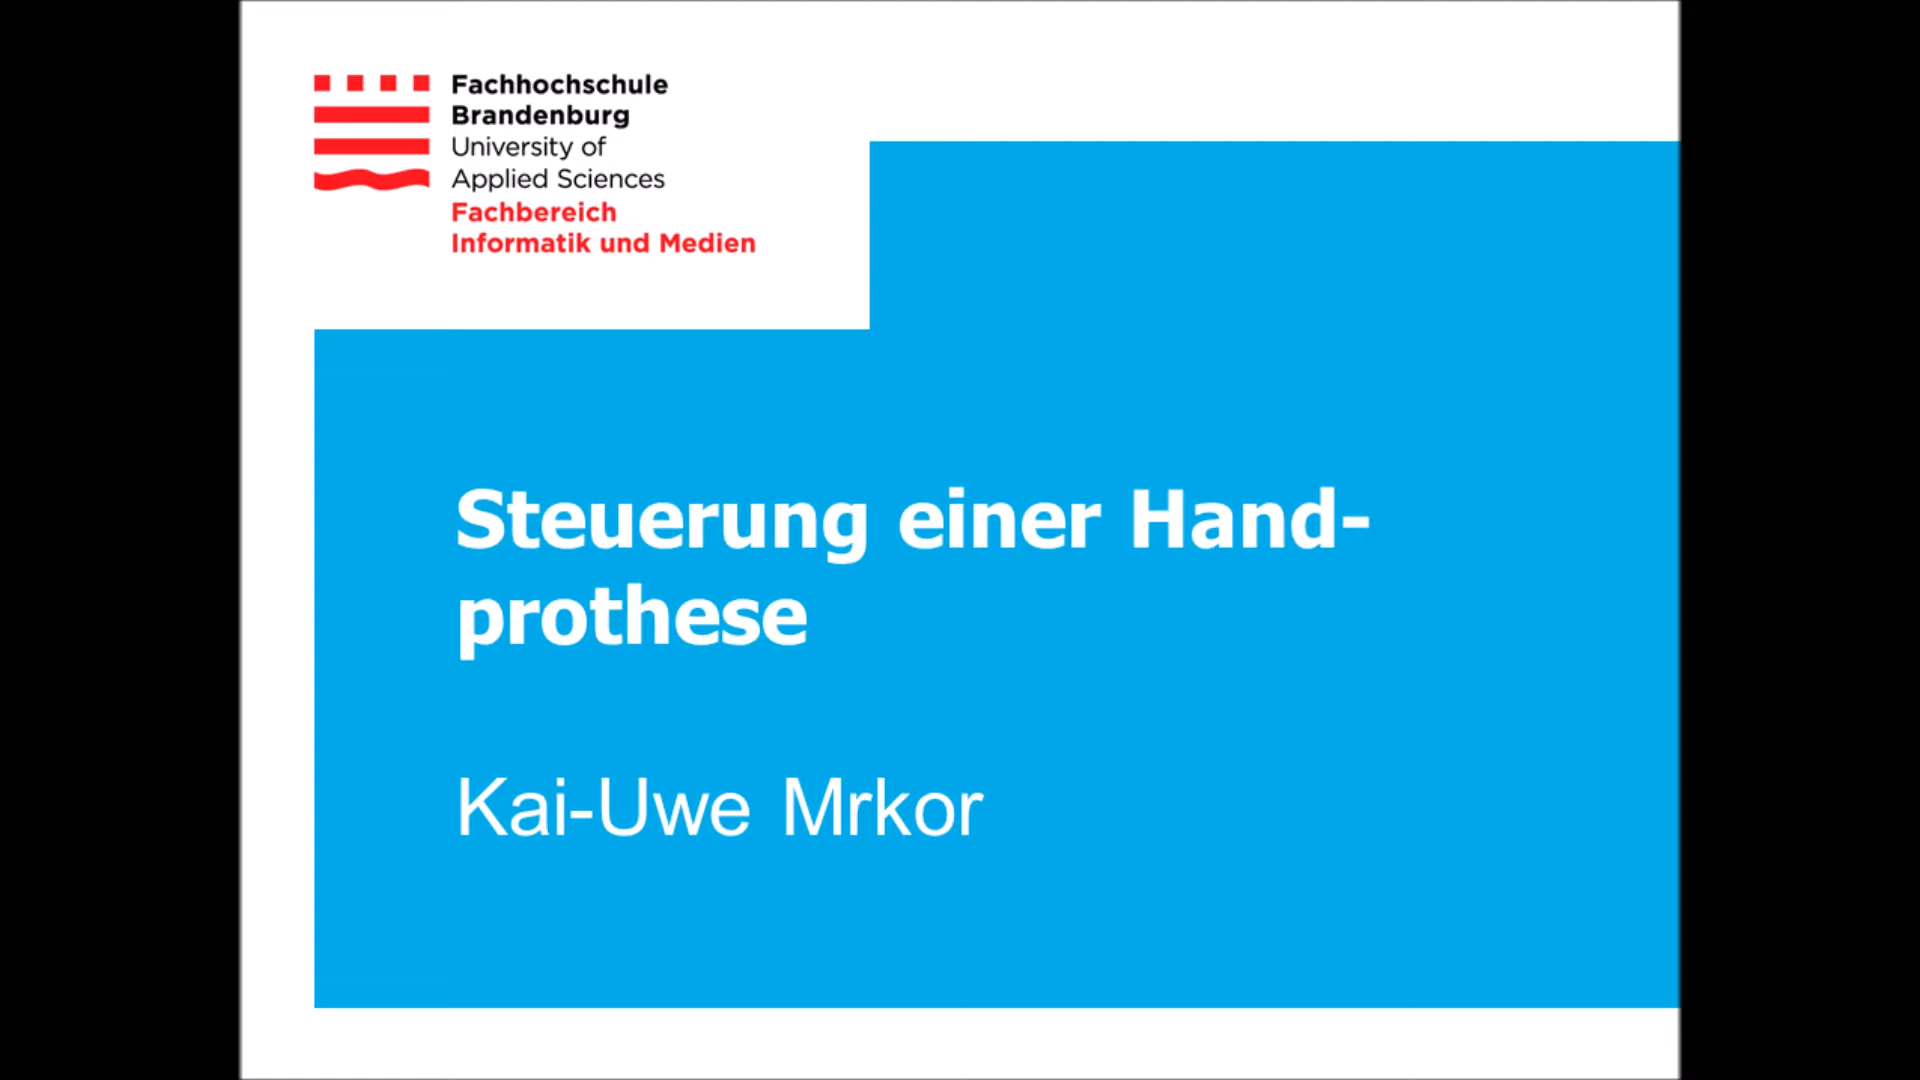 Fachhochschule
Brandenburg
University of
Applied Sciences
Fachbereich
Informatik und Medien
Steuerung einer Hand-
prothese
Kai-Uwe Mrkor